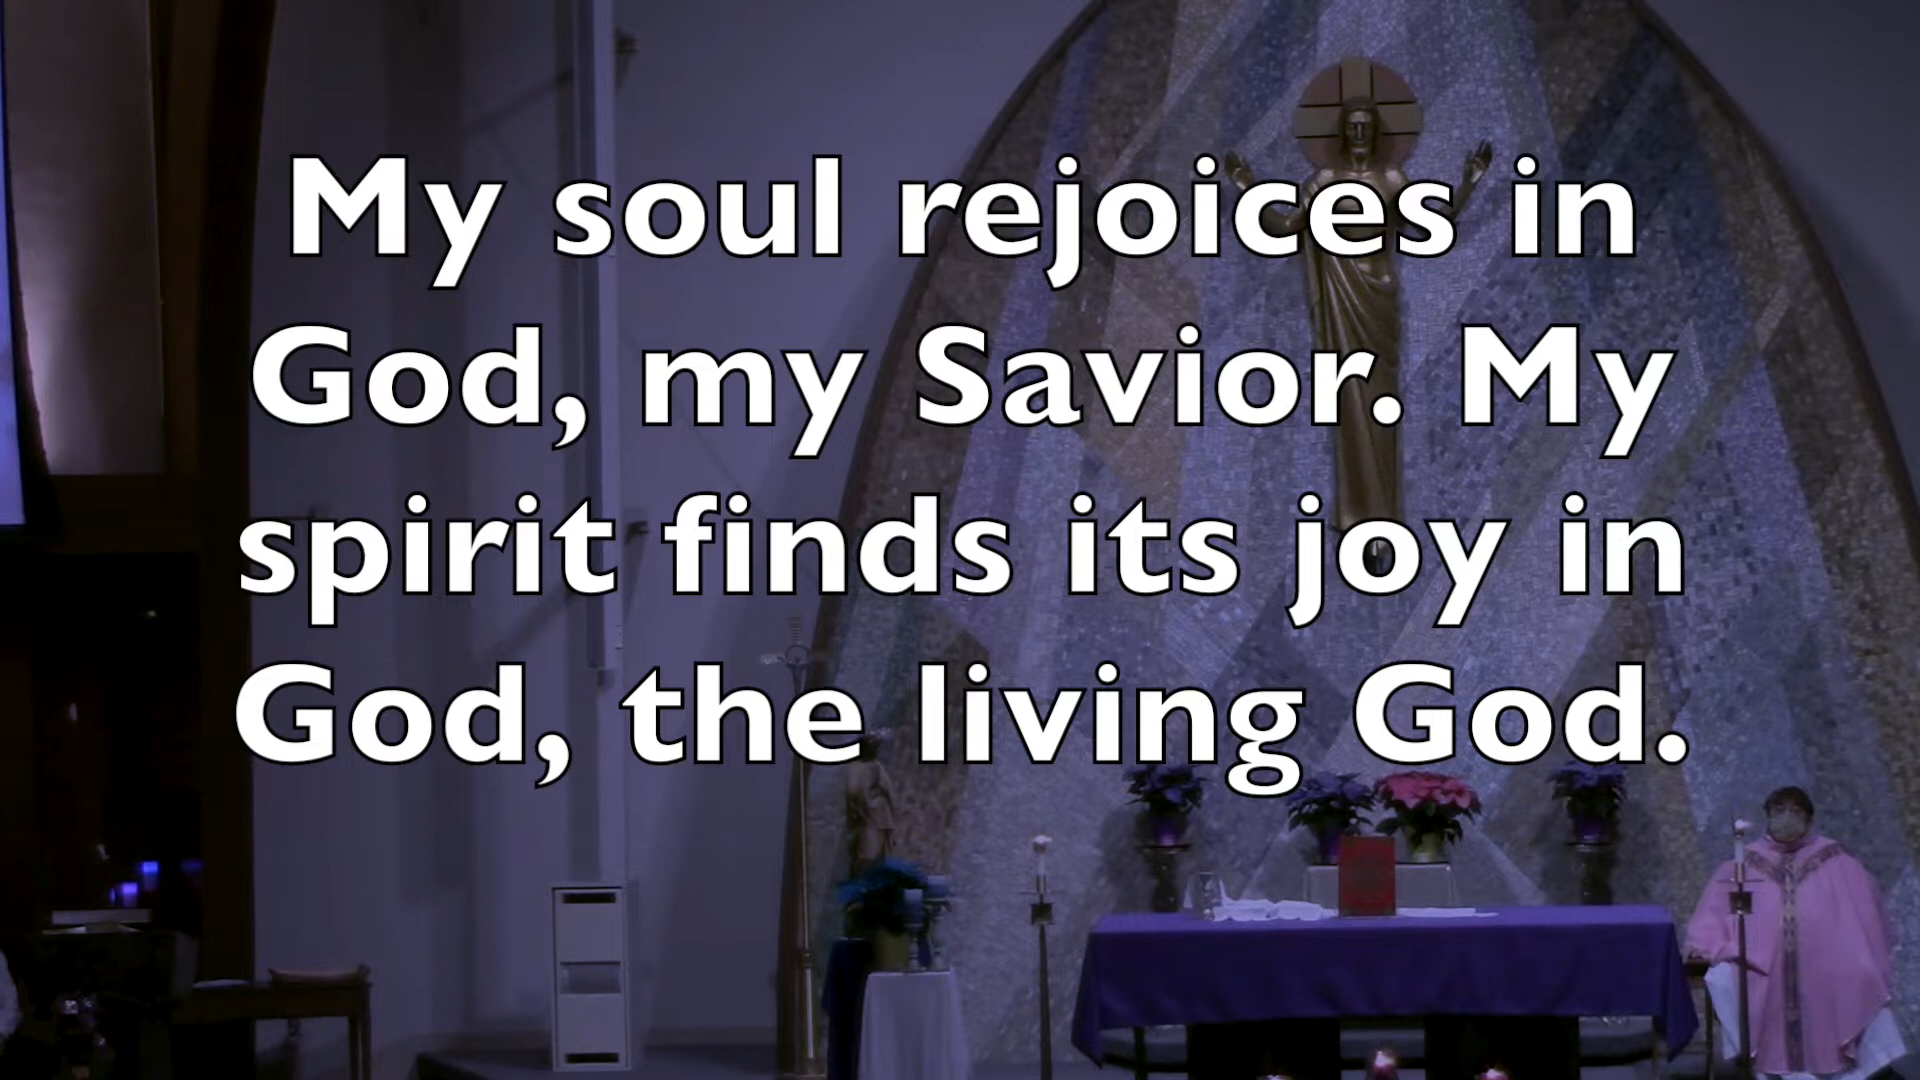 My soul rejoices in
God, my Savior. My
spirit finds its joy in
God, the living God.